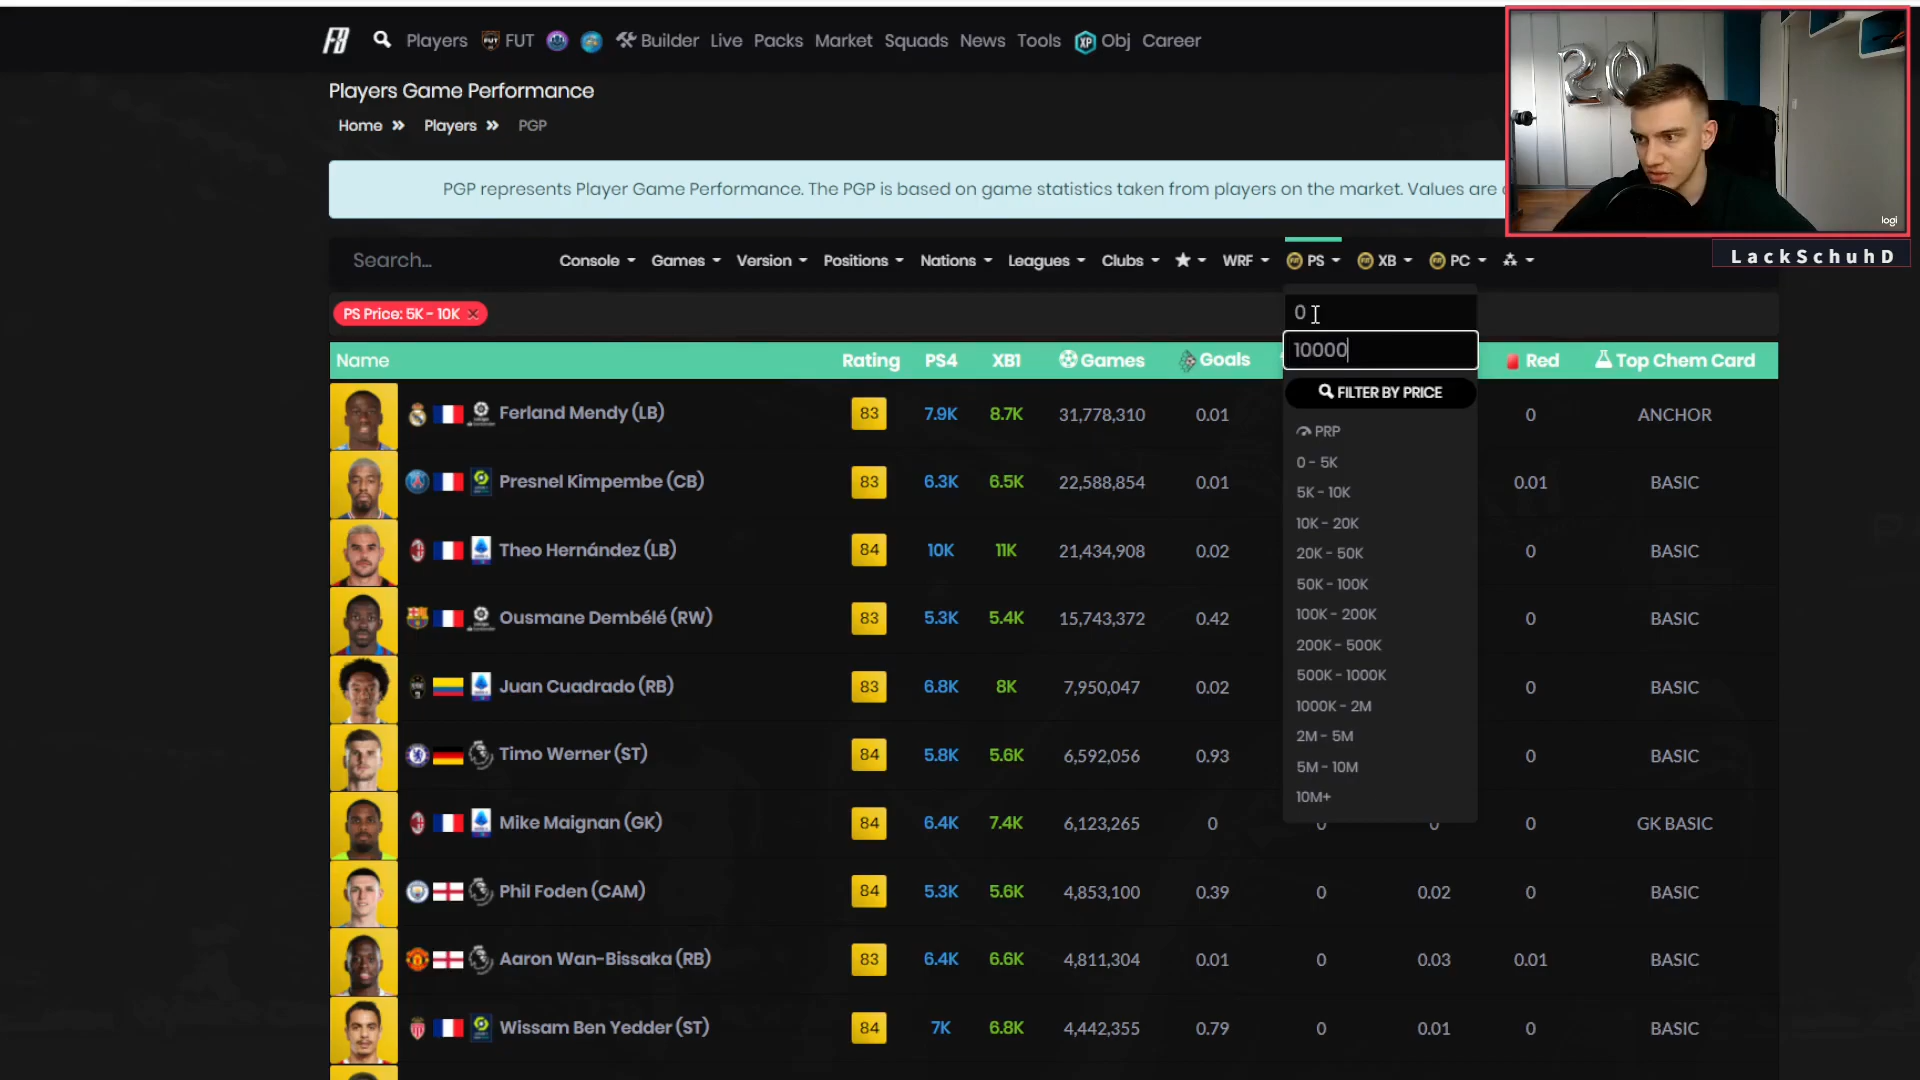 FB Players FUT FUT Builder Live Packs Market Squads News Tools XP Obj Career
Players Game Performance
Home » Players » PGP
PGP represents Player Game Performance. The PGP is based on game statistics taken from players on the market. Values are
20
logi
LackSchuhD
Search... Console Games Version Positions Nations Leagues Clubs WRF PS XB PC
PS Price: 5K - 10K ×
0
10000
FILTER BY PRICE
PRP
0 - 5K
5K - 10K
10K - 20K
20K - 50K
50K - 100K
100K - 200K
200K - 500K
500K - 1000K
1000K - 2M
2M - 5M
5M - 10M
10M+
Name Rating PS4 XB1 Games Goals Red Top Chem Card
Ferland Mendy (LB) 83 7.9K 8.7K 31,778,310 0.01 0 ANCHOR
Presnel Kimpembe (CB) 83 6.3K 6.5K 22,588,854 0.01 0.01 BASIC
Theo Hernández (LB) 84 10K 11K 21,434,908 0.02 0 BASIC
Ousmane Dembélé (RW) 83 5.3K 5.4K 15,743,372 0.42 0 BASIC
Juan Cuadrado (RB) 83 6.8K 8K 7,950,047 0.02 0 BASIC
Timo Werner (ST) 84 5.8K 5.6K 6,592,056 0.93 0 BASIC
Mike Maignan (GK) 84 6.4K 7.4K 6,123,265 0 0 0 0 GK BASIC
Phil Foden (CAM) 84 5.3K 5.6K 4,853,100 0.39 0 0.02 0 BASIC
Aaron Wan-Bissaka (RB) 83 6.4K 6.6K 4,811,304 0.01 0 0.03 0.01 BASIC
Wissam Ben Yedder (ST) 84 7K 6.8K 4,442,355 0.79 0 0.01 0 BASIC